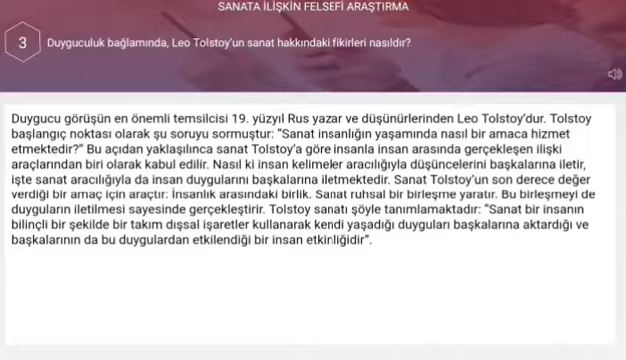 SANATA İLİŞKİN FELSEFİ ARAŞTIRMA
3
Duyguculuk bağlamında, Leo Tolstoy'un sanat hakkındaki fikirleri nasıldır?
Duygucu görüşün en önemli temsilcisi 19. yüzyıl Rus yazar ve düşünürlerinden Leo Tolstoy'dur. Tolstoy
başlangıç noktası olarak şu soruyu sormuştur: "Sanat insanlığın yaşamında nasıl bir amaca hizmet
etmektedir?" Bu açıdan yaklaşılınca sanat Tolstoy'a göre insanla insan arasında gerçekleşen ilişki
araçlarından biri olarak kabul edilir. Nasıl ki insan kelimeler aracılığıyla düşüncelerini başkalarına iletir,
işte sanat aracılığıyla da insan duygularını başkalarına iletmektedir. Sanat Tolstoy'un son derece değer
verdiği bir amaç için araçtır: İnsanlık arasındaki birlik. Sanat ruhsal bir birleşme yaratır. Bu birleşmeyi de
duyguların iletilmesi sayesinde gerçekleştirir. Tolstoy sanatı şöyle tanımlamaktadır: "Sanat bir insanın
bilinçli bir şekilde bir takım dışsal işaretler kullanarak kendi yaşadığı duyguları başkalarına aktardığı ve
başkalarının da bu duygulardan etkilendiği bir insan etkinliğidir".